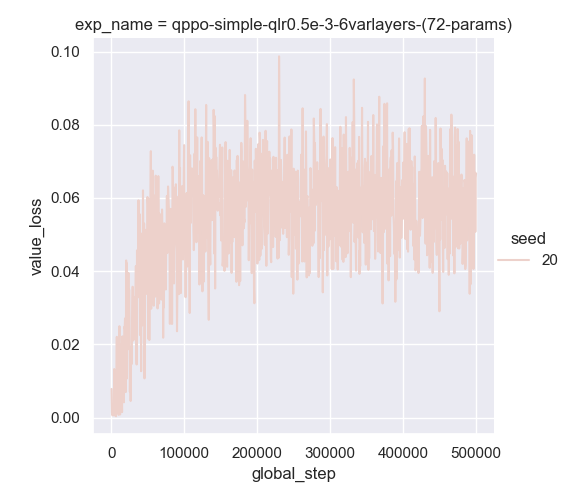 exp_name = qppo-simple-qlr0.5e-3-6varlayers-(72-params)
0.10
0.08
0.06
0.04
0.02
0.00
value_loss
0 100000 200000 300000 400000 500000
global_step
seed
20